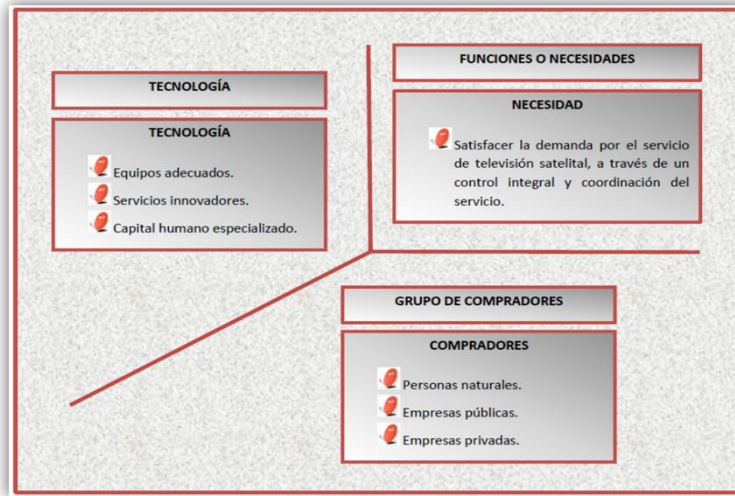 TECNOLOGÍA
TECNOLOGÍA
Equipos adecuados.
Servicios innovadores.
Capital humano especializado.
FUNCIONES O NECESIDADES
NECESIDAD
Satisfacer la demanda por el servicio
de televisión satelital, a través de un
control integral y coordinación del
servicio.
GRUPO DE COMPRADORES
COMPRADORES
Personas naturales.
Empresas públicas.
Empresas privadas.